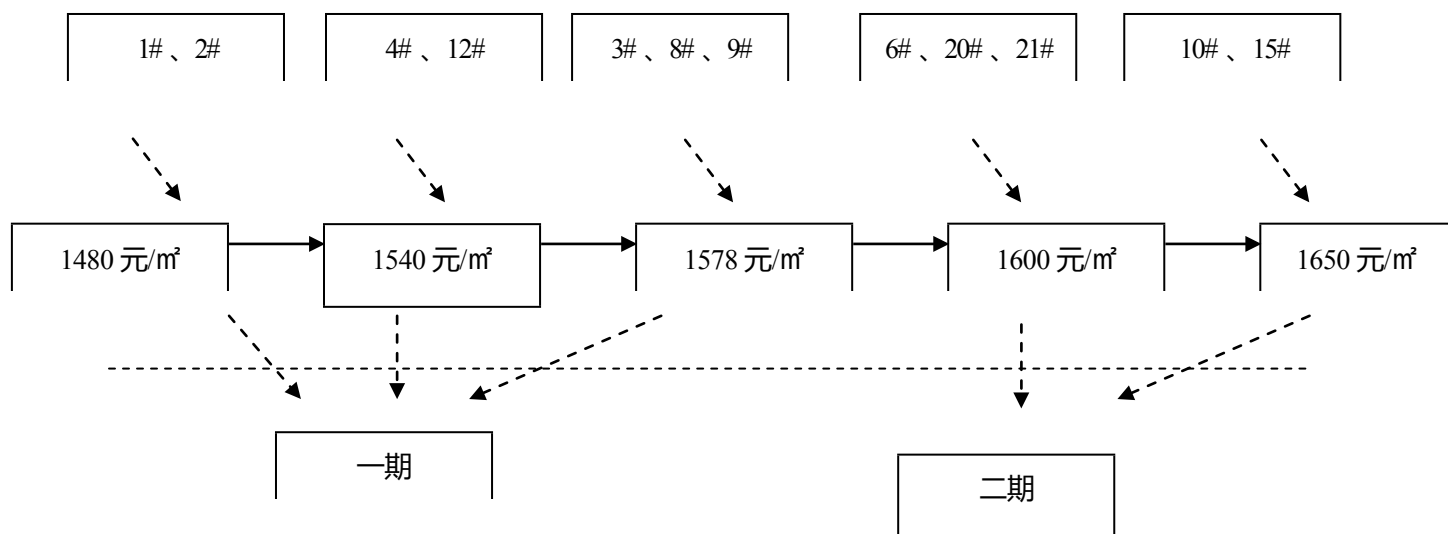 1# 、2#
4# 、12#
3# 、8# 、9#
6# 、20# 、21#
10# 、15#
1480 元/㎡
1540 元/㎡
1578 元/㎡
1600 元/㎡
1650 元/㎡
一期
二期